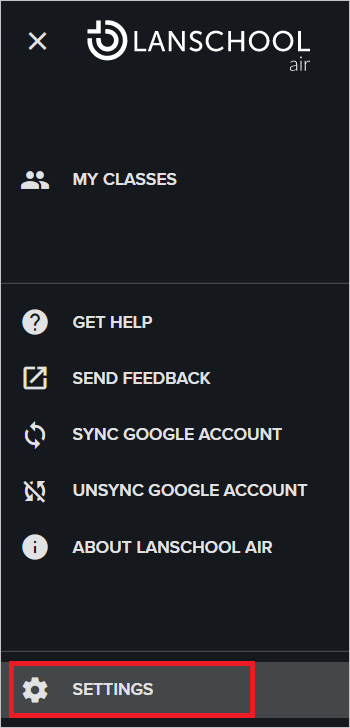 LANSCHOOL
air
MY CLASSES
GET HELP
SEND FEEDBACK
SYNC GOOGLE ACCOUNT
UNSYNC GOOGLE ACCOUNT
ABOUT LANSCHOOL AIR
SETTINGS